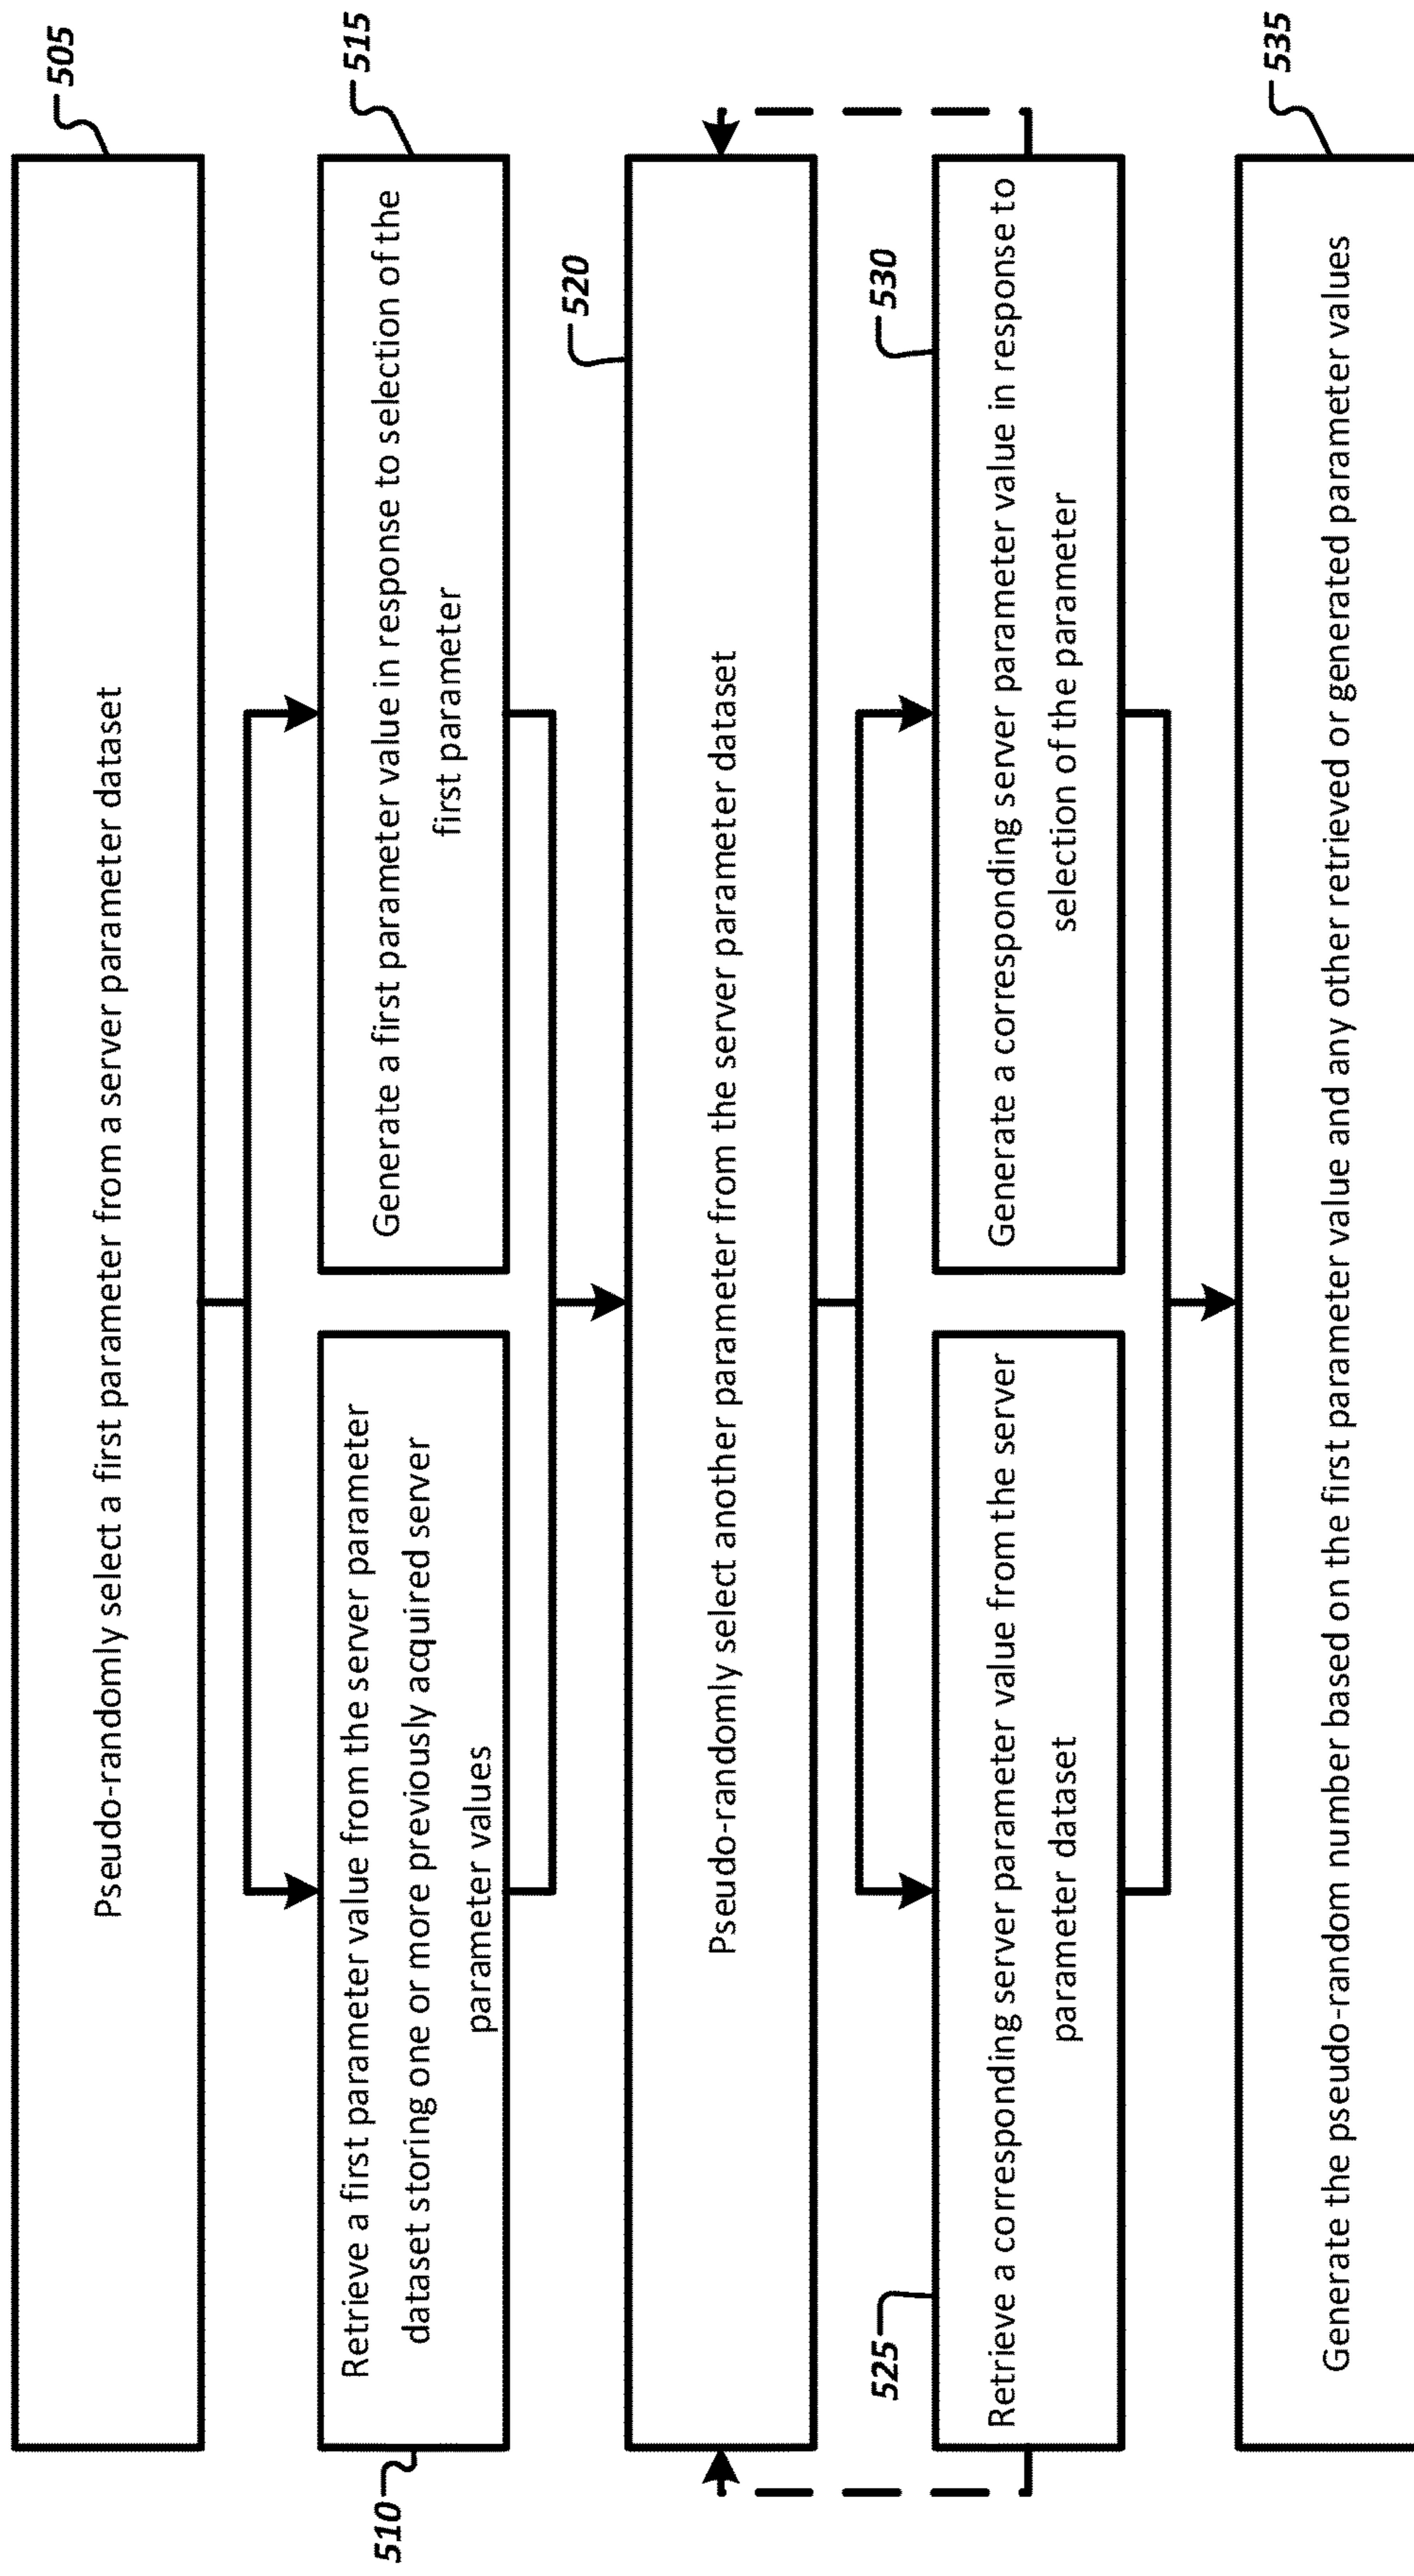 505
Pseudo-randomly select a first parameter from a server parameter dataset
510
Retrieve a first parameter value from the server parameter
dataset storing one or more previously acquired server
parameter values
515
Generate a first parameter value in response to selection of the
first parameter
520
Pseudo-randomly select another parameter from the server parameter dataset
525
Retrieve a corresponding server parameter value from the server
parameter dataset
530
Generate a corresponding server parameter value in response to
selection of the parameter
535
Generate the pseudo-random number based on the first parameter value and any other retrieved or generated parameter values